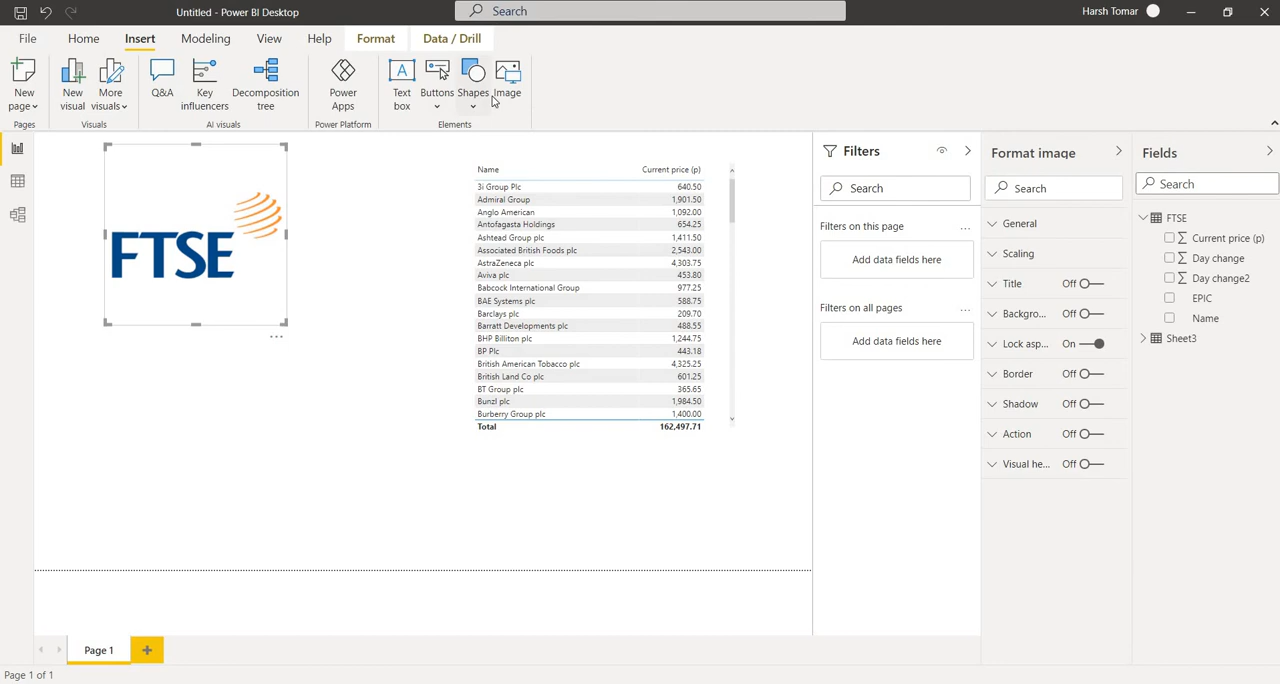 Untitled - Power BI Desktop
Search
Harsh Tomar
File
Home
Insert
Modeling
View
Help
Format
Data / Drill
New page
New visual
More visuals
Q&A
Key influencers
Decomposition tree
Power Apps
Text box
Buttons
Shapes
Image
Pages
Visuals
AI visuals
Power Platform
Elements
FTSE
Name Current price (p)
3i Group Plc 640.50
Admiral Group 1,901.50
Anglo American 1,092.00
Antofagasta Holdings 654.25
Ashtead Group plc 1,411.50
Associated British Foods plc 2,543.00
AstraZeneca plc 4,303.75
Aviva plc 453.80
Babcock International Group 977.25
BAE Systems plc 588.75
Barclays plc 209.70
Barratt Developments plc 488.55
BHP Billiton plc 1,244.75
BP Plc 443.18
British American Tobacco plc 4,325.25
British Land Co plc 601.25
BT Group plc 365.65
Bunzl plc 1,984.50
Burberry Group plc 1,400.00
Total 162,497.71
Filters
Search
Filters on this page
...
Add data fields here
Filters on all pages
...
Add data fields here
Format image
Search
General
Scaling
Title Off
Backgro... Off
Lock asp... On
Border Off
Shadow Off
Action Off
Visual he... Off
Fields
Search
FTSE
Σ Current price (p)
Σ Day change
Σ Day change2
EPIC
Name
Sheet3
Page 1
Page 1 of 1